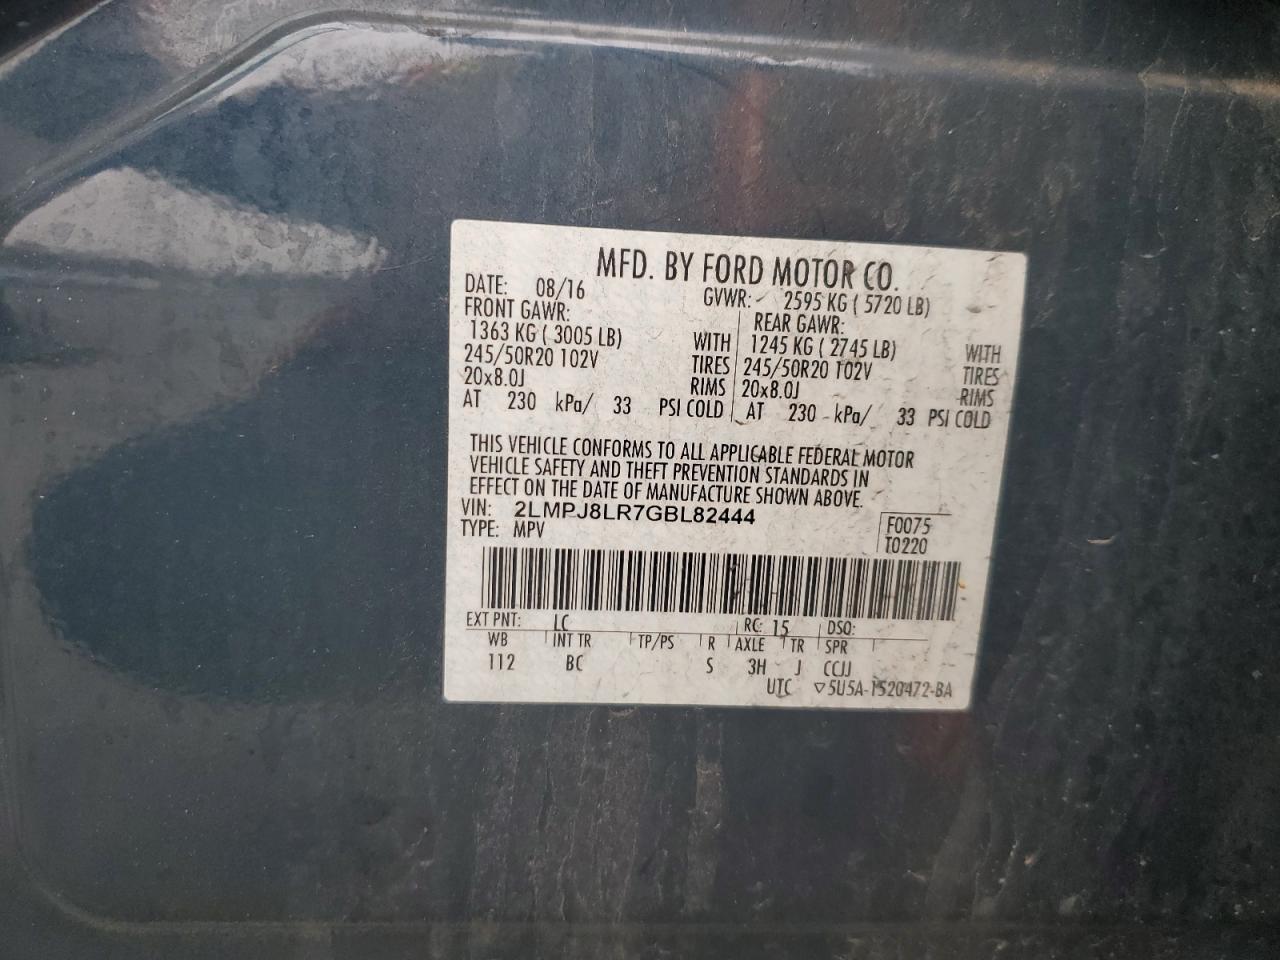 MFD. BY FORD MOTOR CO.
DATE: 08/16 GVWR: 2595 KG ( 5720 LB)
FRONT GAWR: REAR GAWR:
1363 KG ( 3005 LB) WITH 1245 KG ( 2745 LB) WITH
245/50R20 102V TIRES 245/50R20 102V TIRES
20x8.0J RIMS 20x8.0J RIMS
AT 230 kPa/ 33 PSI COLD AT 230 kPa/ 33 PSI COLD
THIS VEHICLE CONFORMS TO ALL APPLICABLE FEDERAL MOTOR
VEHICLE SAFETY AND THEFT PREVENTION STANDARDS IN
EFFECT ON THE DATE OF MANUFACTURE SHOWN ABOVE.
VIN: 2LMPJ8LR7GBL82444 F0075
TYPE: MPV T0220
EXT PNT: LC RC: 15 DSO:
WB INT TR TP/PS R AXLE TR SPR
112 BC S 3H J CCJJ
UTC ▽5U5A-1520472-BA